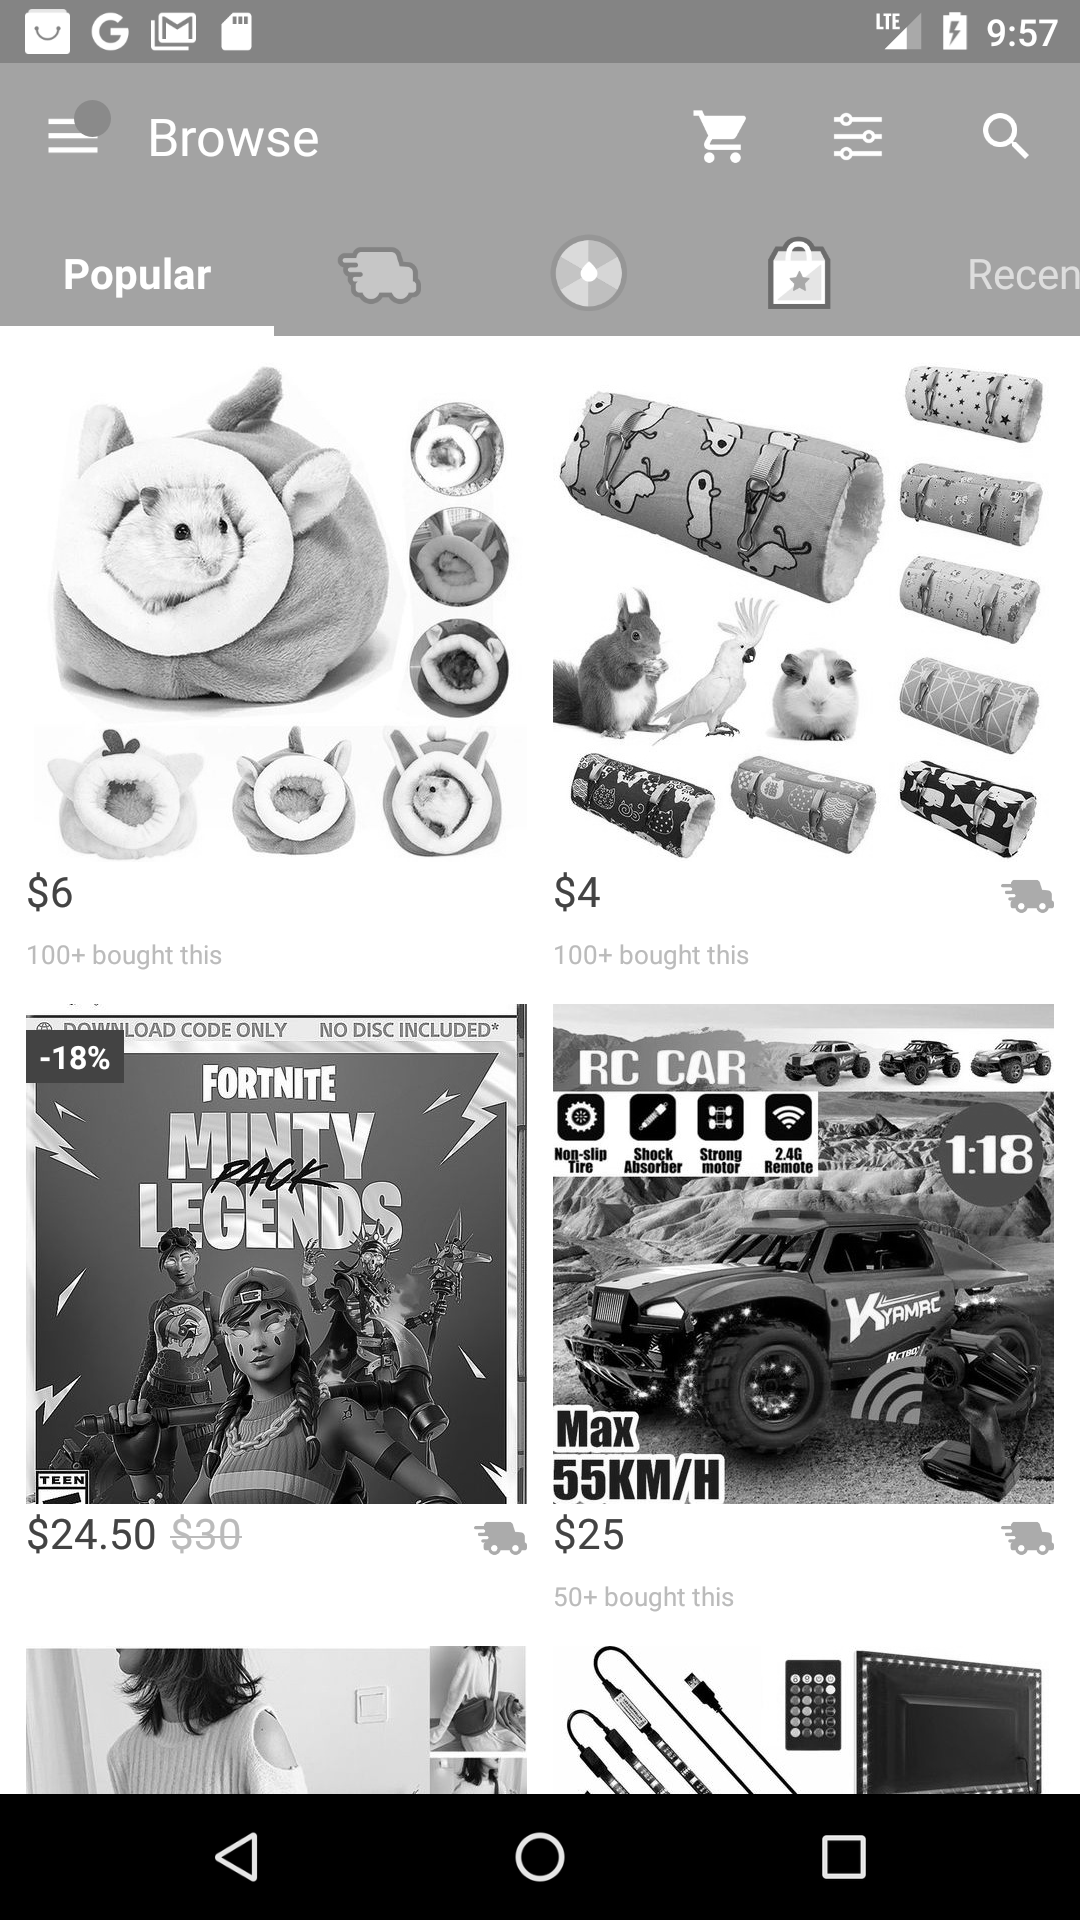 LTE 9:57
Browse
Popular
Recen
$6
100+ bought this
$4
100+ bought this
DOWNLOAD CODE ONLY NO DISC INCLUDED*
-18%
FORTNITE
MINTY
PACK
LEGENDS
TEEN
$24.50 $30
RC CAR
Non-slip Tire
Shock Absorber
Strong motor
2.4G Remote
1:18
KYAMRC
Max
55KM/H
$25
50+ bought this